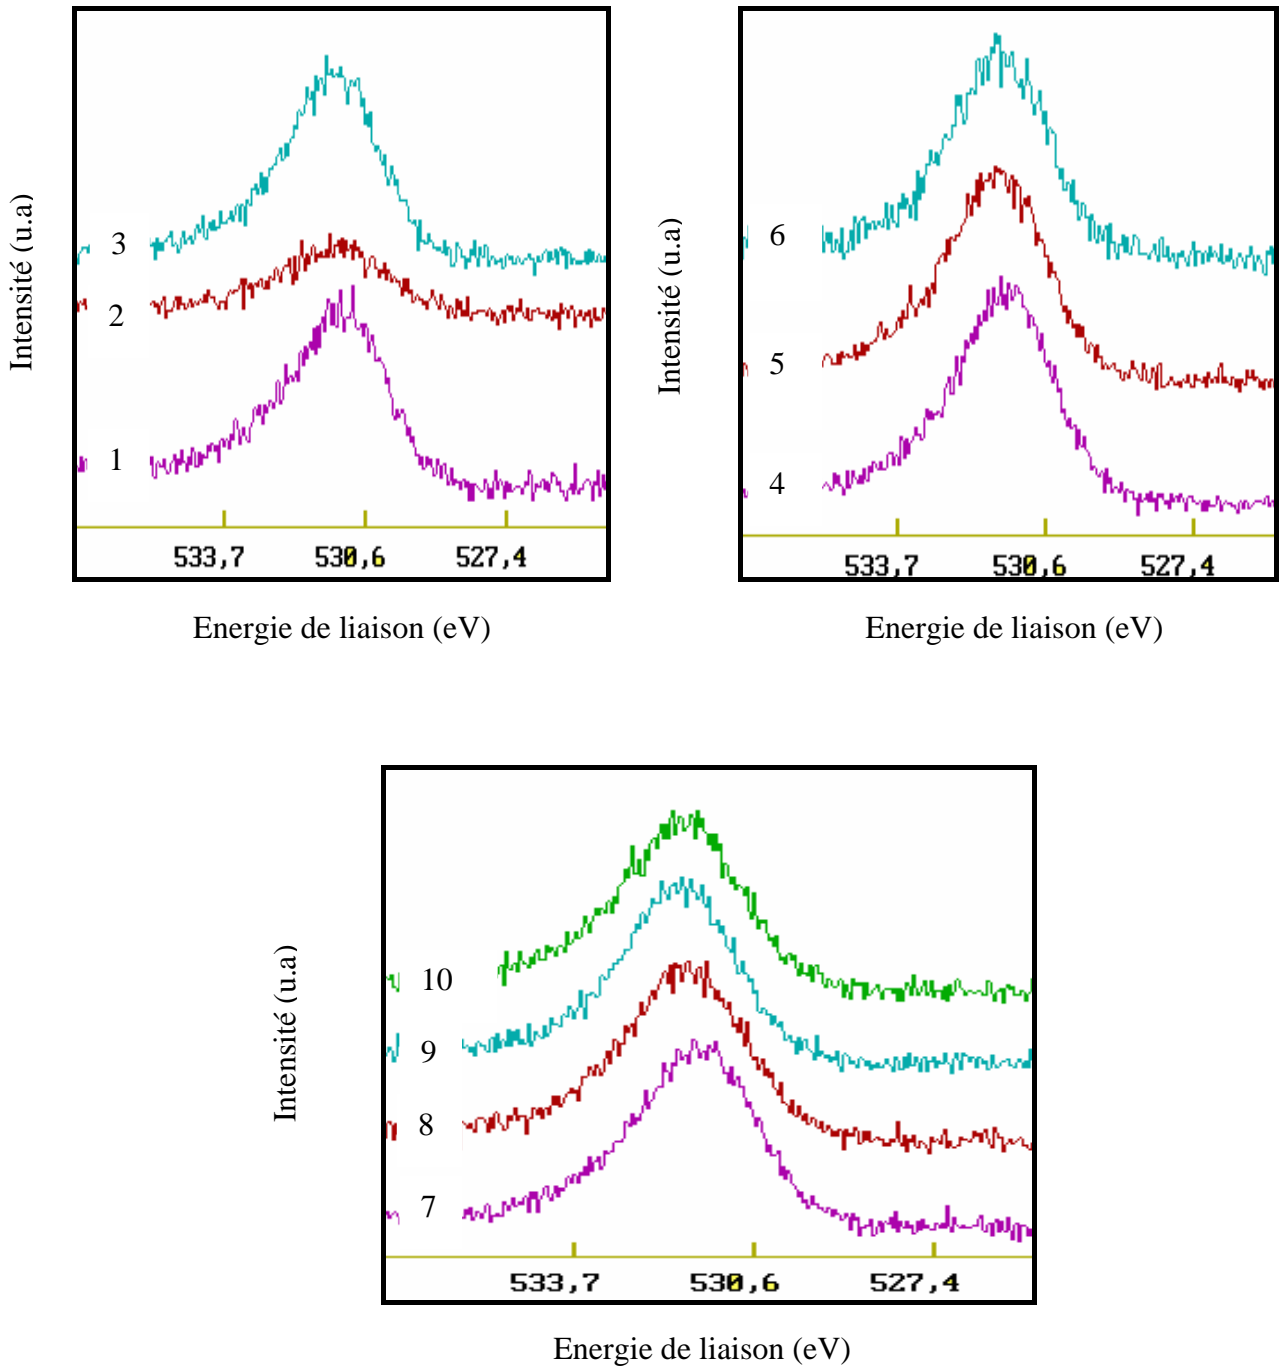 Intensité (u.a)
3
2
1
533,7 530,6 527,4
Energie de liaison (eV)
Intensité (u.a)
6
5
4
533,7 530,6 527,4
Energie de liaison (eV)
Intensité (u.a)
10
9
8
7
533,7 530,6 527,4
Energie de liaison (eV)